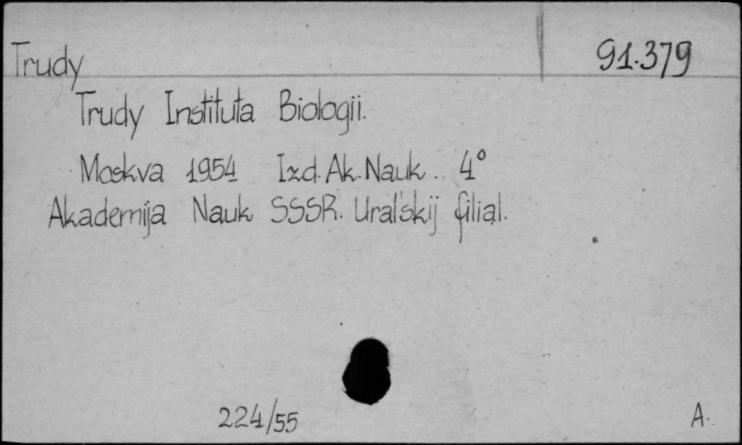 Trudy 91.379
Trudy Instituta Biologii.
Moskva 1954 Izd. Ak. Nauk. 4°
Akademija Nauk SSSR. Ural'skij filial.
224/55 A.